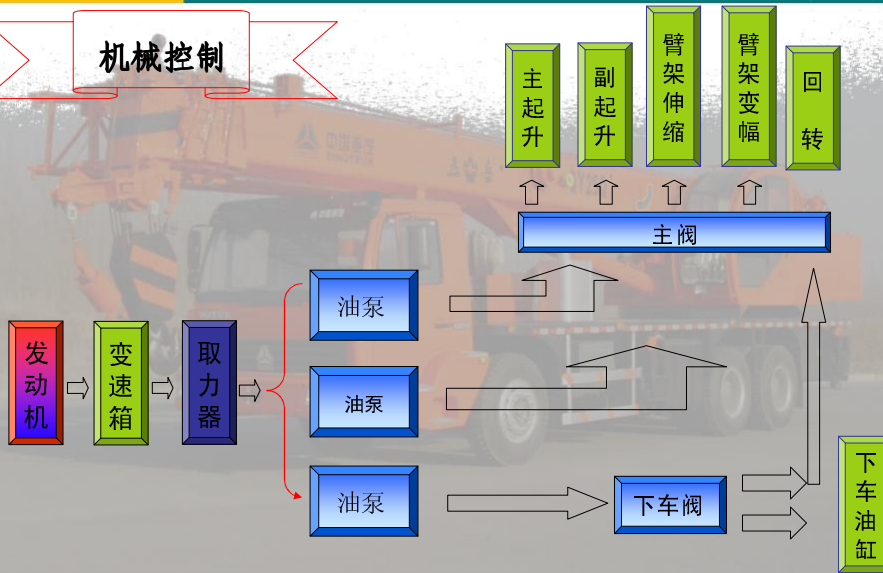 机械控制
主起升
副起升
臂架伸缩
臂架变幅
回转
主阀
油泵
发动机
变速箱
取力器
油泵
油泵
下车阀
下车油缸